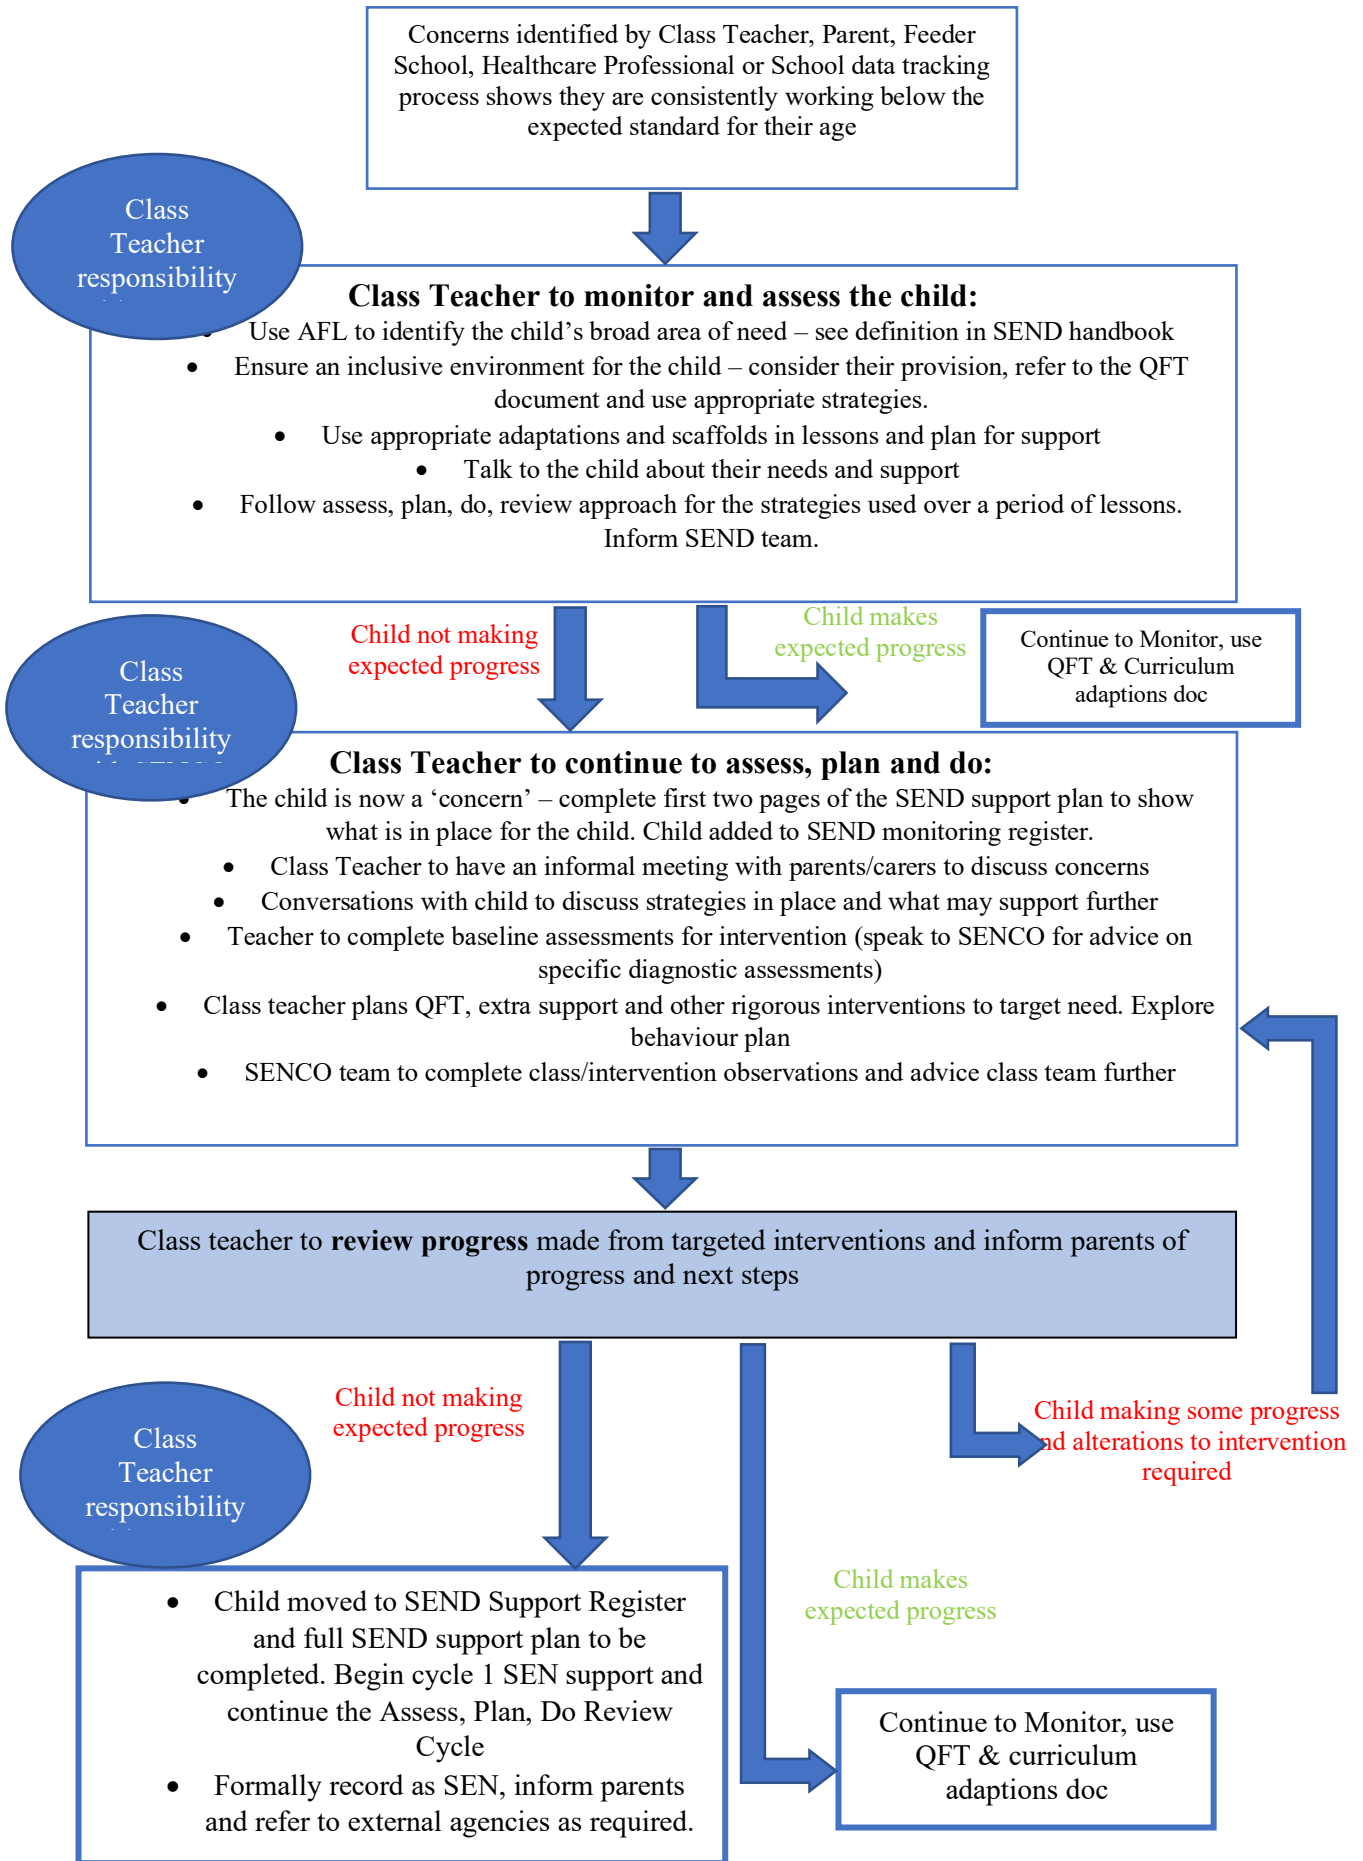 Concerns identified by Class Teacher, Parent, Feeder
School, Healthcare Professional or School data tracking
process shows they are consistently working below the
expected standard for their age
Class
Teacher
responsibility
Class Teacher to monitor and assess the child:
• Use AFL to identify the child’s broad area of need – see definition in SEND handbook
• Ensure an inclusive environment for the child – consider their provision, refer to the QFT
document and use appropriate strategies.
• Use appropriate adaptations and scaffolds in lessons and plan for support
• Talk to the child about their needs and support
• Follow assess, plan, do, review approach for the strategies used over a period of lessons.
Inform SEND team.
Child not making
expected progress
Child makes
expected progress
Continue to Monitor, use
QFT & Curriculum
adaptions doc
Class
Teacher
responsibility
Class Teacher to continue to assess, plan and do:
• The child is now a ‘concern’ – complete first two pages of the SEND support plan to show
what is in place for the child. Child added to SEND monitoring register.
• Class Teacher to have an informal meeting with parents/carers to discuss concerns
• Conversations with child to discuss strategies in place and what may support further
• Teacher to complete baseline assessments for intervention (speak to SENCO for advice on
specific diagnostic assessments)
• Class teacher plans QFT, extra support and other rigorous interventions to target need. Explore
behaviour plan
• SENCO team to complete class/intervention observations and advice class team further
Class teacher to review progress made from targeted interventions and inform parents of
progress and next steps
Child not making
expected progress
Child making some progress
and alterations to intervention
required
Class
Teacher
responsibility
Child makes
expected progress
• Child moved to SEND Support Register
and full SEND support plan to be
completed. Begin cycle 1 SEN support and
continue the Assess, Plan, Do Review
Cycle
• Formally record as SEN, inform parents
and refer to external agencies as required.
Continue to Monitor, use
QFT & curriculum
adaptions doc